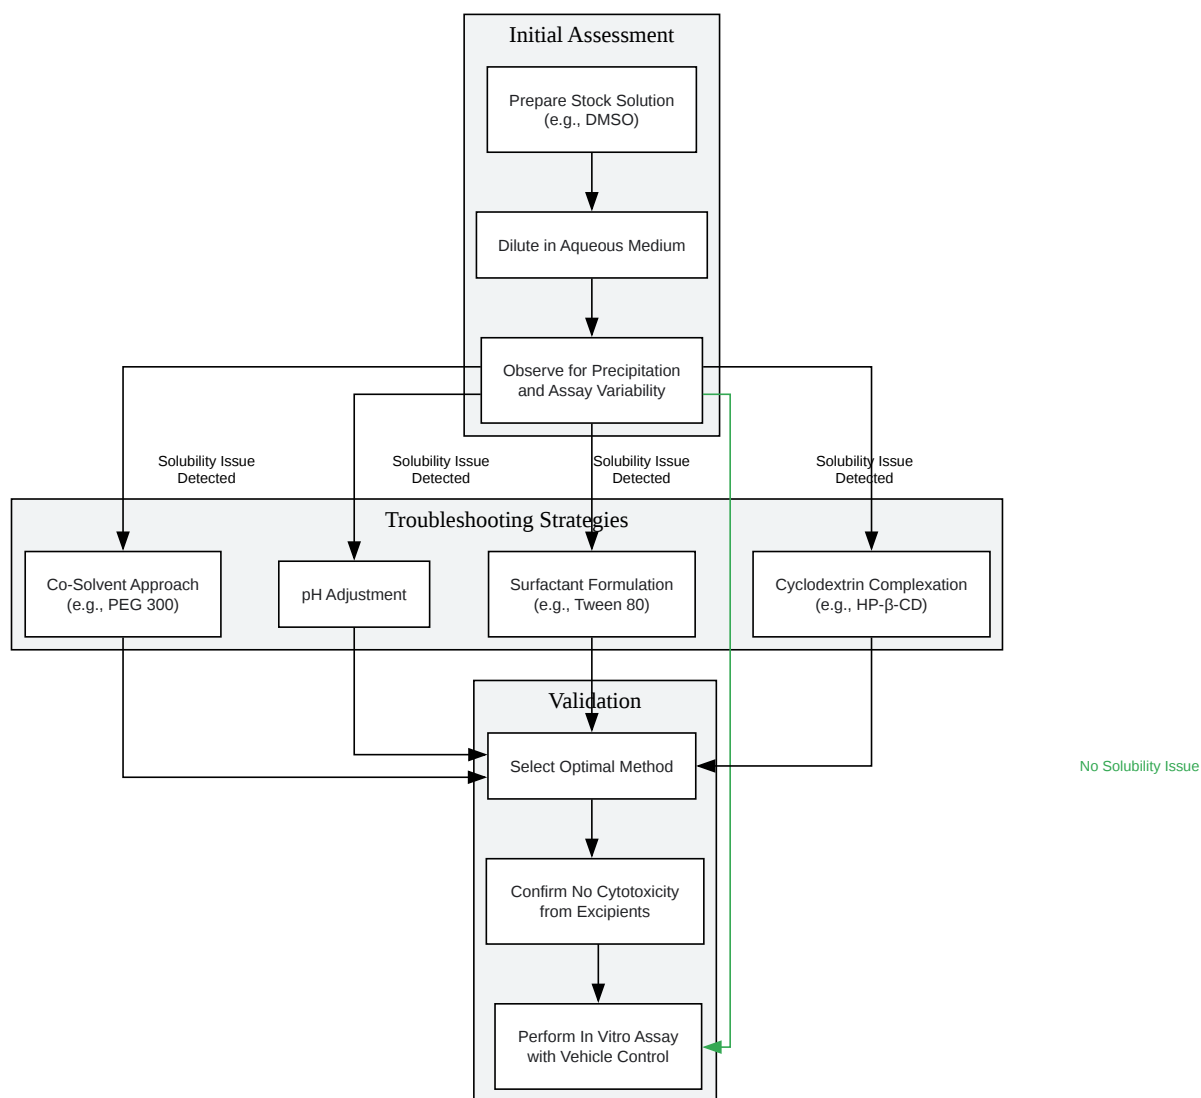 Initial Assessment
Prepare Stock Solution
(e.g., DMSO)
Dilute in Aqueous Medium
Observe for Precipitation
and Assay Variability
Solubility Issue
Detected
Solubility Issue
Detected
Solubility Issue
Detected
Solubility Issue
Detected
Troubleshooting Strategies
Co-Solvent Approach
(e.g., PEG 300)
pH Adjustment
Surfactant Formulation
(e.g., Tween 80)
Cyclodextrin Complexation
(e.g., HP-β-CD)
Validation
Select Optimal Method
No Solubility Issue
Confirm No Cytotoxicity
from Excipients
Perform In Vitro Assay
with Vehicle Control